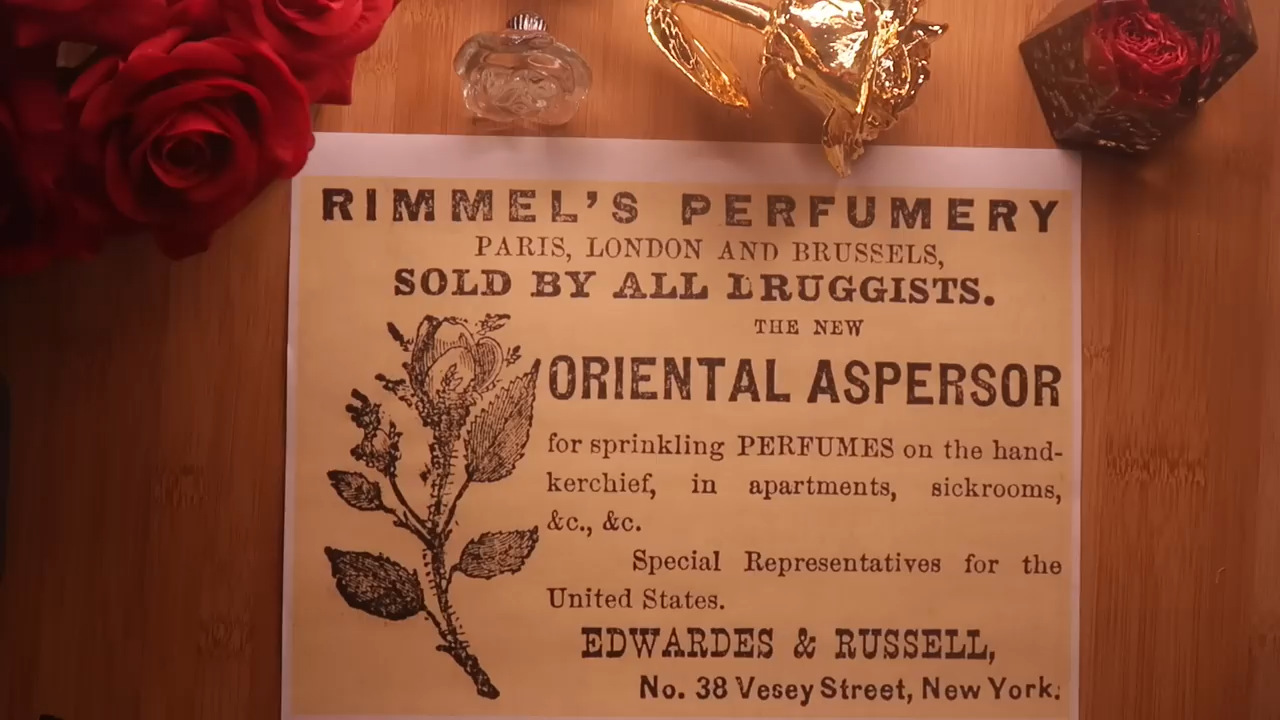 RIMMEL'S PERFUMERY
PARIS, LONDON AND BRUSSELS,
SOLD BY ALL DRUGGISTS.
THE NEW
ORIENTAL ASPERSOR
for sprinkling PERFUMES on the hand-
kerchief, in apartments, sickrooms,
&c., &c.
Special Representatives for the
United States.
EDWARDES & RUSSELL,
No. 38 Vesey Street, New York.